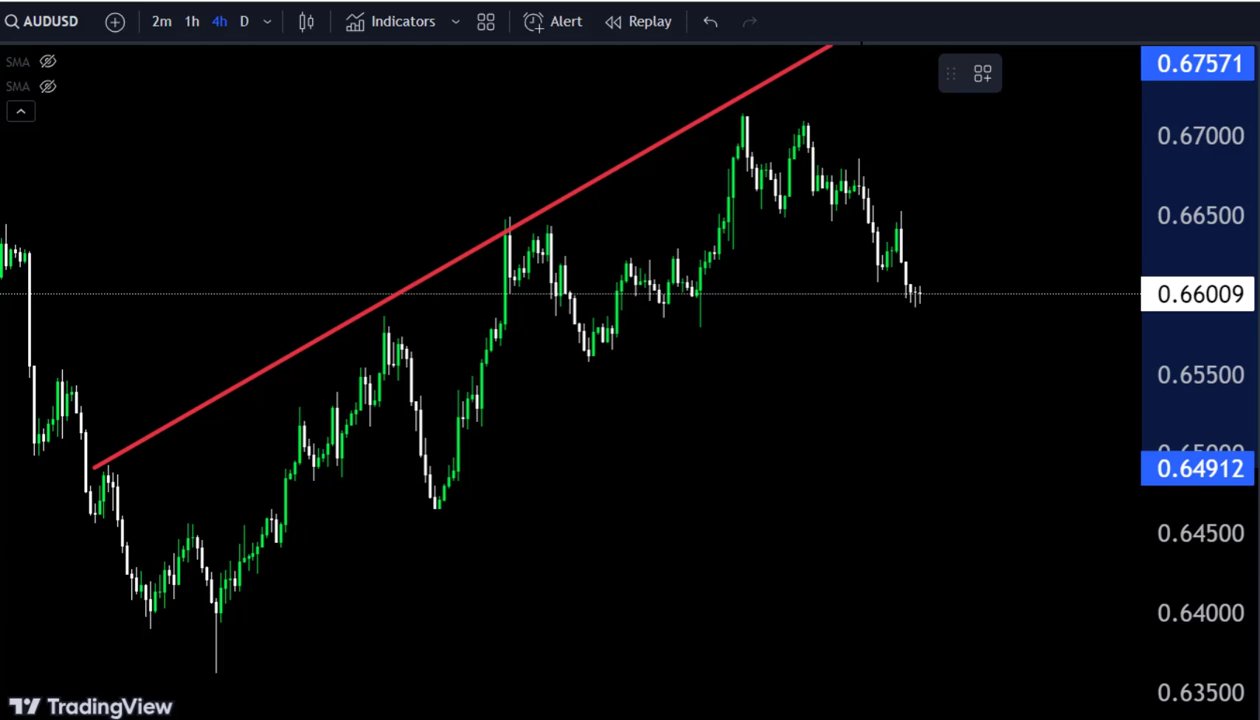 AUDUSD 2m 1h 4h D Indicators Alert Replay
SMA
SMA
0.67571
0.67000
0.66500
0.66009
0.65500
0.64912
0.64500
0.64000
0.63500
TradingView